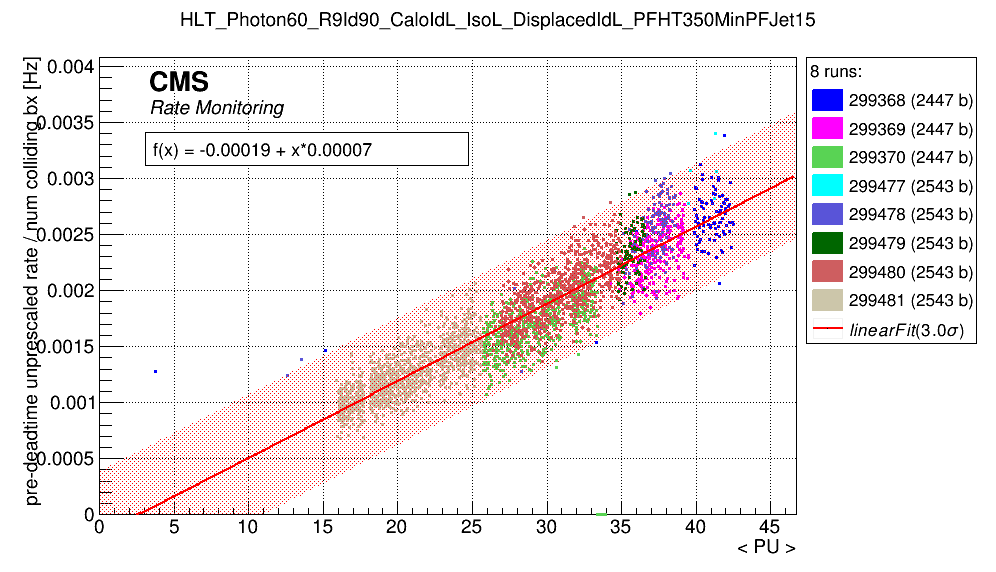 HLT_Photon60_R9Id90_CaloIdL_IsoL_DisplacedIdL_PFHT350MinPFJet15
pre-deadtime unprescaled rate / num colliding bx [Hz]
0.004
0.0035
0.003
0.0025
0.002
0.0015
0.001
0.0005
0
CMS
Rate Monitoring
f(x) = -0.00019 + x*0.00007
0 5 10 15 20 25 30 35 40 45
< PU >
8 runs:
299368 (2447 b)
299369 (2447 b)
299370 (2447 b)
299477 (2543 b)
299478 (2543 b)
299479 (2543 b)
299480 (2543 b)
299481 (2543 b)
linearFit(3.0σ)